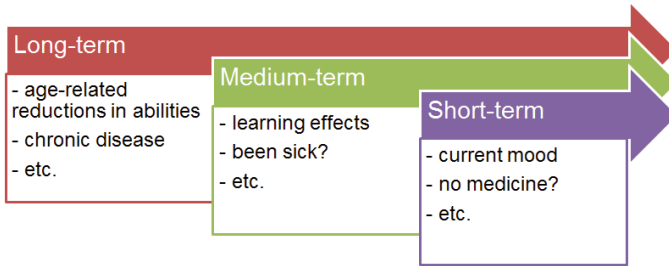 Long-term
- age-related
reductions in abilities
- chronic disease
- etc.
Medium-term
- learning effects
- been sick?
- etc.
Short-term
- current mood
- no medicine?
- etc.